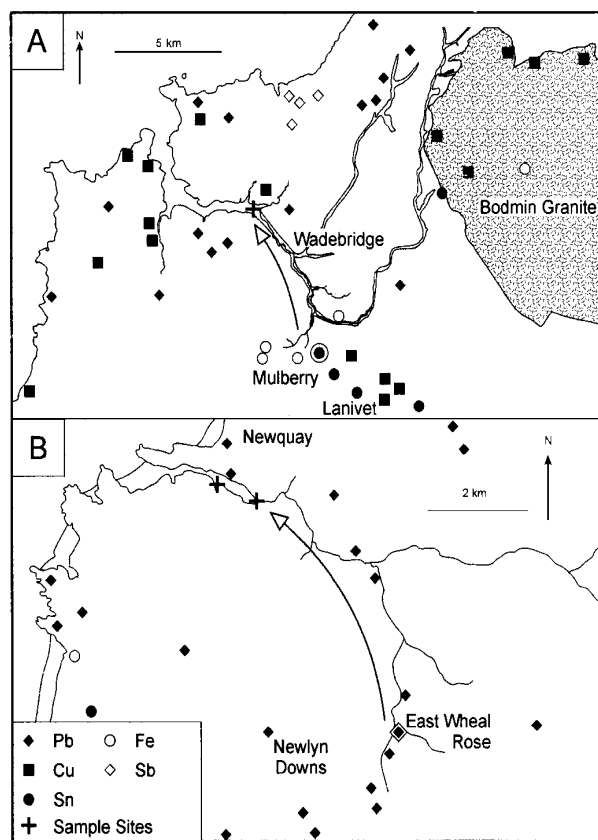 A
N
5 km
Bodmin Granite
Wadebridge
Mulberry
Lanivet
B
Newquay
N
2 km
East Wheal
Rose
Newlyn
Downs
Pb Fe
Cu Sb
Sn
Sample Sites